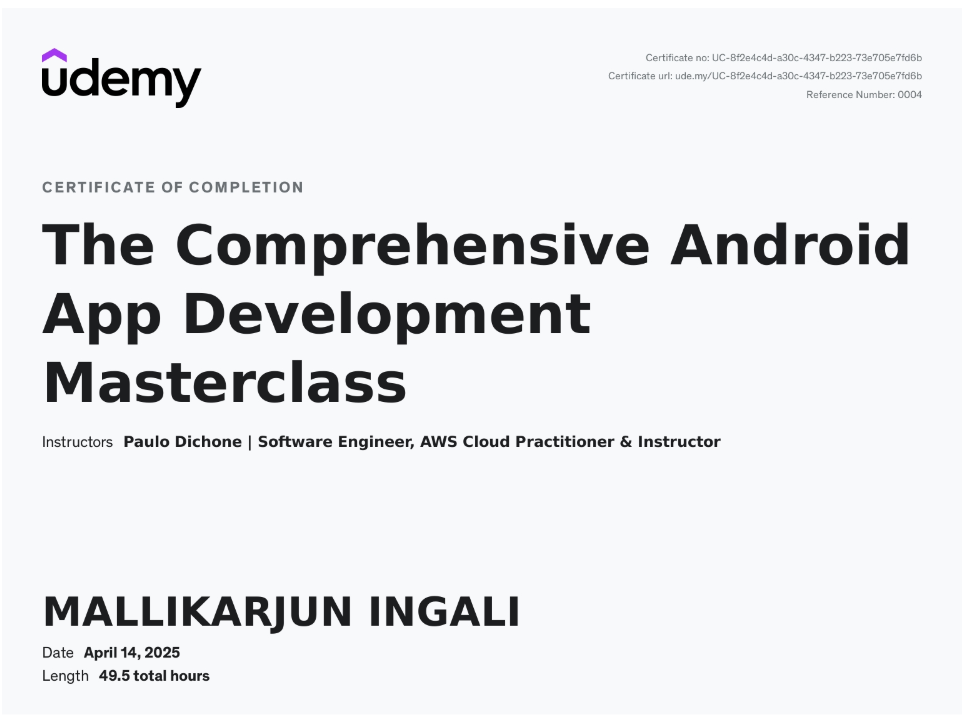 udemy
Certificate no: UC-8f2e4c4d-a30c-4347-b223-73e705e7fd6b
Certificate url: ude.my/UC-8f2e4c4d-a30c-4347-b223-73e705e7fd6b
Reference Number: 0004
CERTIFICATE OF COMPLETION
The Comprehensive Android
App Development
Masterclass
Instructors Paulo Dichone | Software Engineer, AWS Cloud Practitioner & Instructor
MALLIKARJUN INGALI
Date April 14, 2025
Length 49.5 total hours